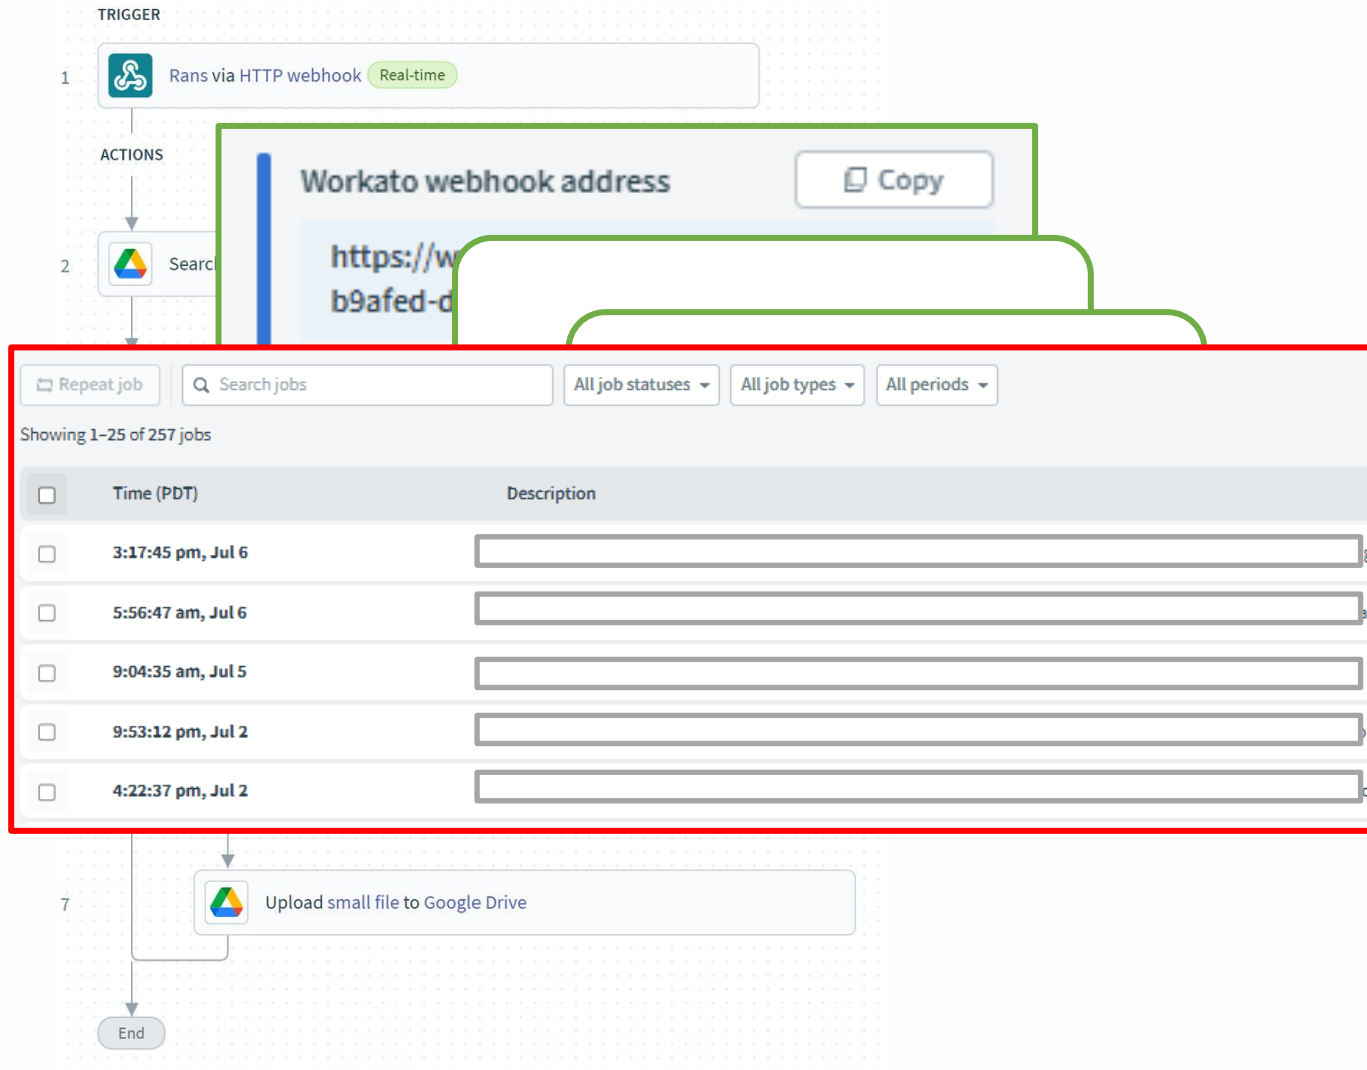 TRIGGER
1
Rans via HTTP webhook Real-time
ACTIONS
Workato webhook address
Copy
2
https://w
b9afed-d
Repeat job
Search jobs
All job statuses
All job types
All periods
Showing 1–25 of 257 jobs
Time (PDT)
Description
3:17:45 pm, Jul 6
5:56:47 am, Jul 6
9:04:35 am, Jul 5
9:53:12 pm, Jul 2
4:22:37 pm, Jul 2
7
Upload small file to Google Drive
End